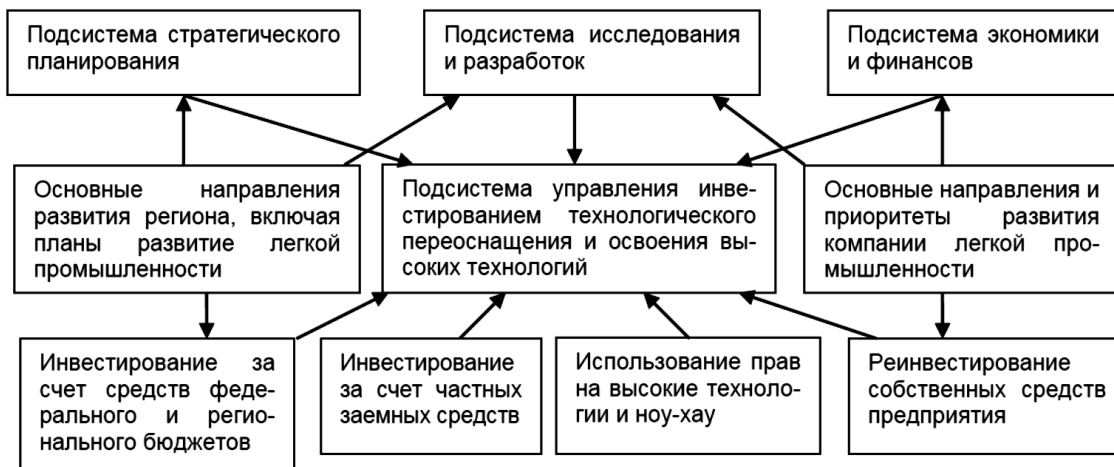 Подсистема стратегического
планирования
Подсистема исследования
и разработок
Подсистема экономики
и финансов
Основные направления
развития региона, включая
планы развитие легкой
промышленности
Подсистема управления инве-
стированием технологического
переоснащения и освоения вы-
соких технологий
Основные направления и
приоритеты развития
компании легкой про-
мышленности
Инвестирование за
счет средств феде-
рального и регио-
нального бюджетов
Инвестирование
за счет частных
заемных средств
Использование прав
на высокие техноло-
гии и ноу-хау
Реинвестирование
собственных средств
предприятия